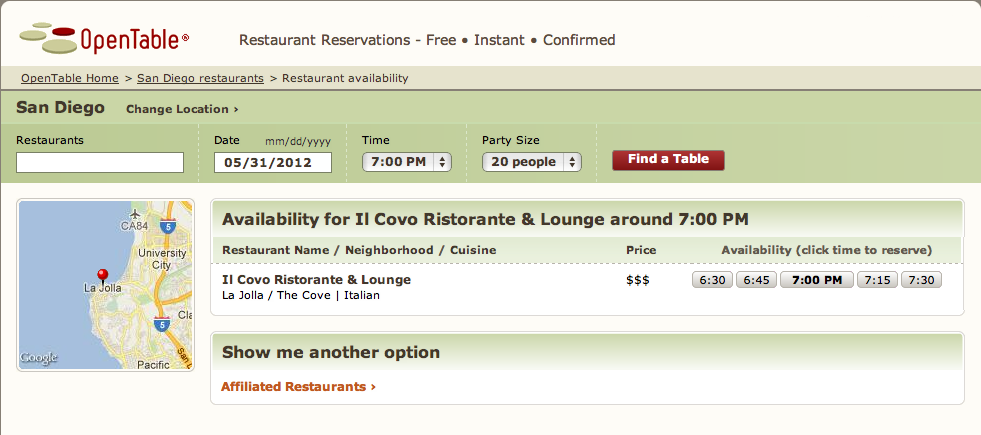 OpenTable®
Restaurant Reservations - Free • Instant • Confirmed
OpenTable Home > San Diego restaurants > Restaurant availability
San Diego Change Location ›
Restaurants Date mm/dd/yyyy Time Party Size
05/31/2012 7:00 PM 20 people Find a Table
CA84
5
University
City
La Jolla
5
Cla
San
Pacific
Google
Availability for Il Covo Ristorante & Lounge around 7:00 PM
Restaurant Name / Neighborhood / Cuisine Price Availability (click time to reserve)
Il Covo Ristorante & Lounge $$$ 6:30 6:45 7:00 PM 7:15 7:30
La Jolla / The Cove | Italian
Show me another option
Affiliated Restaurants ›